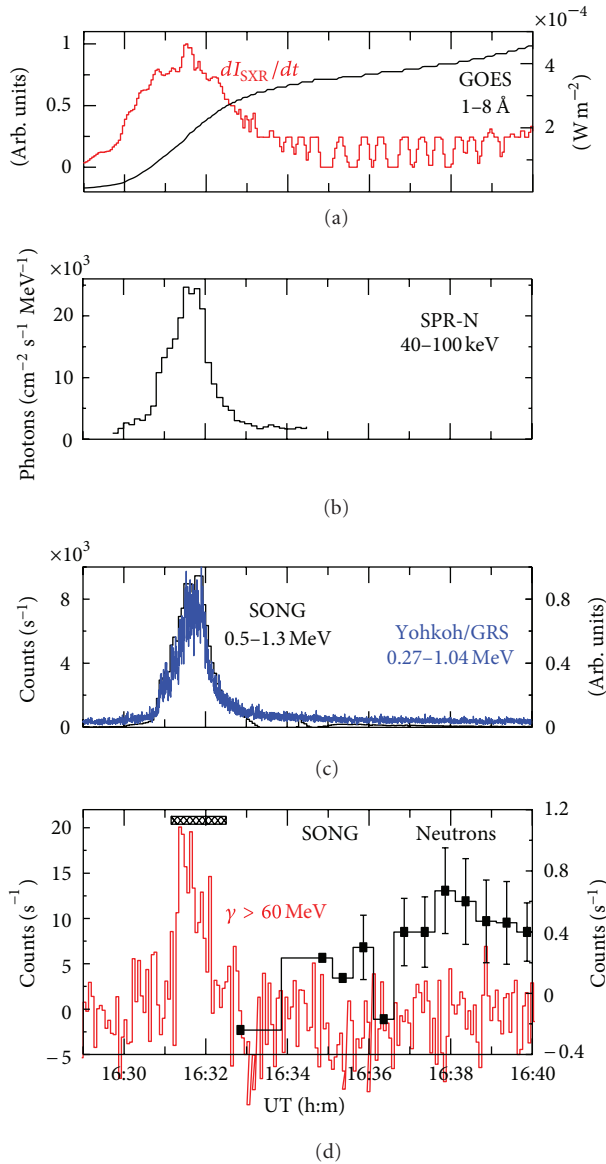 ×10⁻⁴
1
0.5
0
(Arb. units)
dI_SXR/dt
GOES
1–8 Å
4
2
(W m⁻²)
(a)
×10³
20
10
0
Photons (cm⁻² s⁻¹ MeV⁻¹)
SPR-N
40–100 keV
(b)
×10³
8
4
0
Counts (s⁻¹)
SONG
0.5–1.3 MeV
Yohkoh/GRS
0.27–1.04 MeV
0.8
0.4
0
(Arb. units)
(c)
20
15
10
5
0
−5
Counts (s⁻¹)
SONG
Neutrons
γ > 60 MeV
1.2
0.8
0.4
0
−0.4
Counts (s⁻¹)
16:30 16:32 16:34 16:36 16:38 16:40
UT (h:m)
(d)